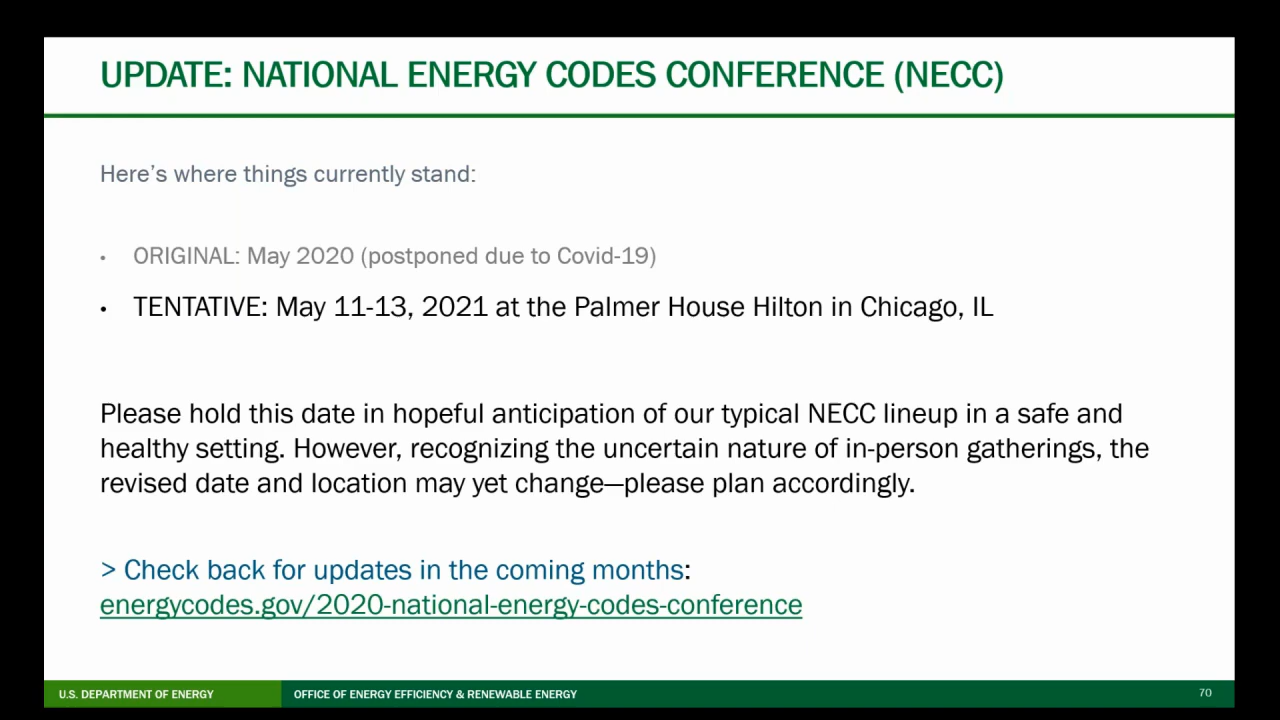 UPDATE: NATIONAL ENERGY CODES CONFERENCE (NECC)
Here's where things currently stand:
• ORIGINAL: May 2020 (postponed due to Covid-19)
• TENTATIVE: May 11-13, 2021 at the Palmer House Hilton in Chicago, IL
Please hold this date in hopeful anticipation of our typical NECC lineup in a safe and
healthy setting. However, recognizing the uncertain nature of in-person gatherings, the
revised date and location may yet change—please plan accordingly.
> Check back for updates in the coming months:
energycodes.gov/2020-national-energy-codes-conference
U.S. DEPARTMENT OF ENERGY OFFICE OF ENERGY EFFICIENCY & RENEWABLE ENERGY 70